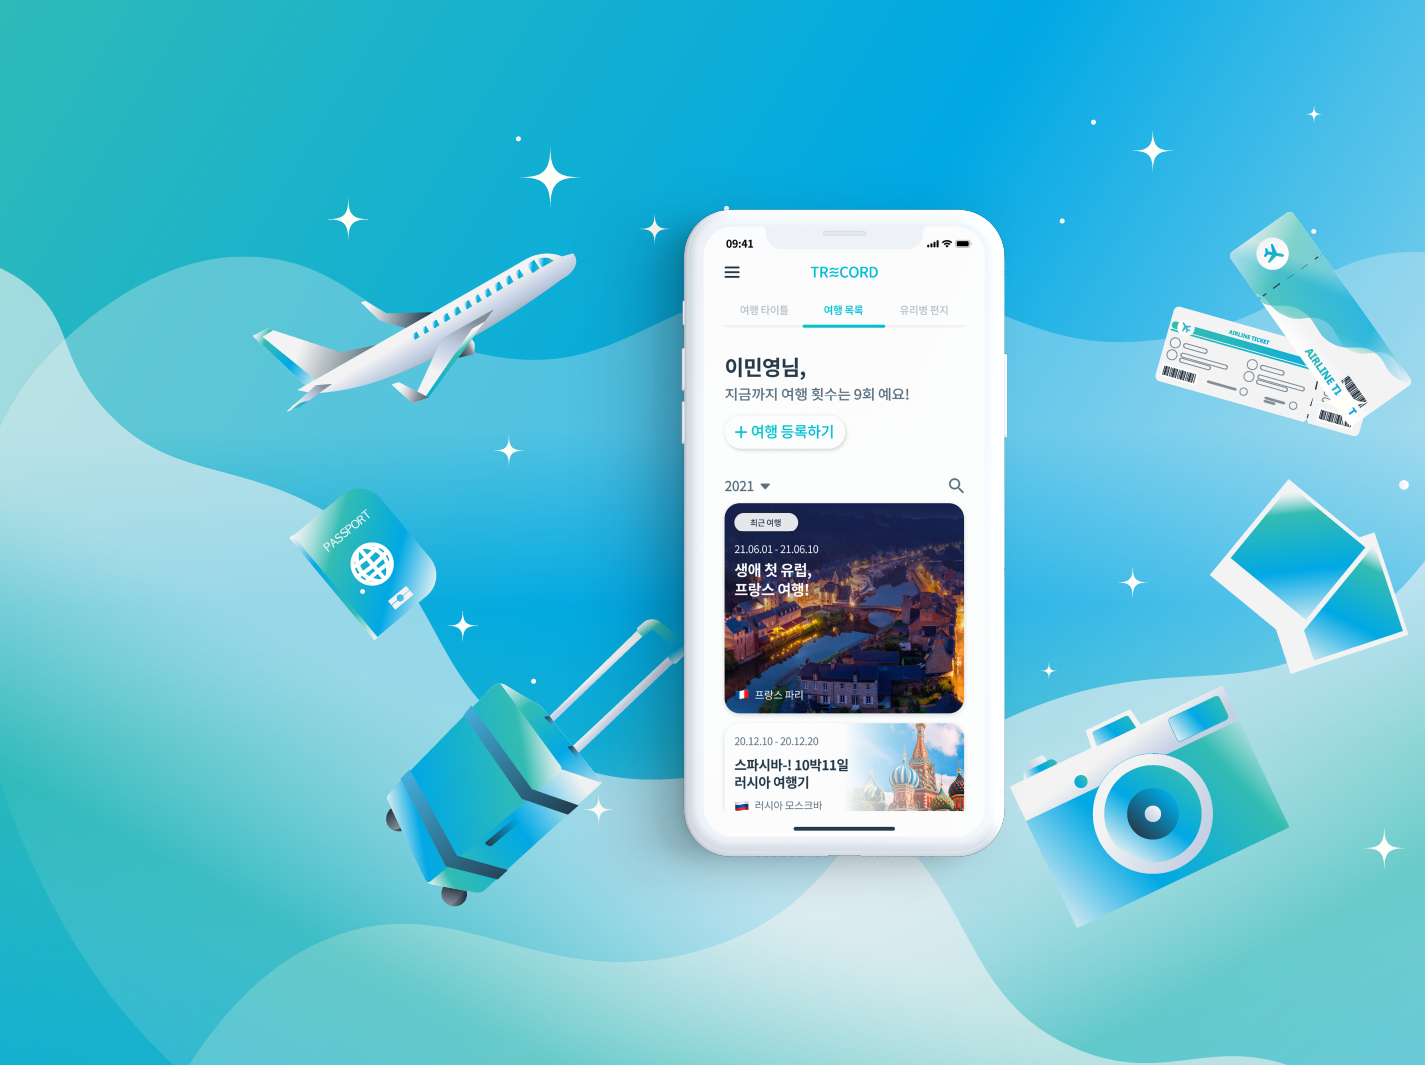 09:41
TR≋CORD
여행 타이틀 여행 목록 유리병 편지
이민영님,
지금까지 여행 횟수는 9회 예요!
+ 여행 등록하기
2021
최근 여행
21.06.01 - 21.06.10
생애 첫 유럽,
프랑스 여행!
프랑스 파리
20.12.10 - 20.12.20
스파시바-! 10박11일
러시아 여행기
러시아 모스크바
PASSPORT
AIRLINE TICKET
AIRLINE TI
T